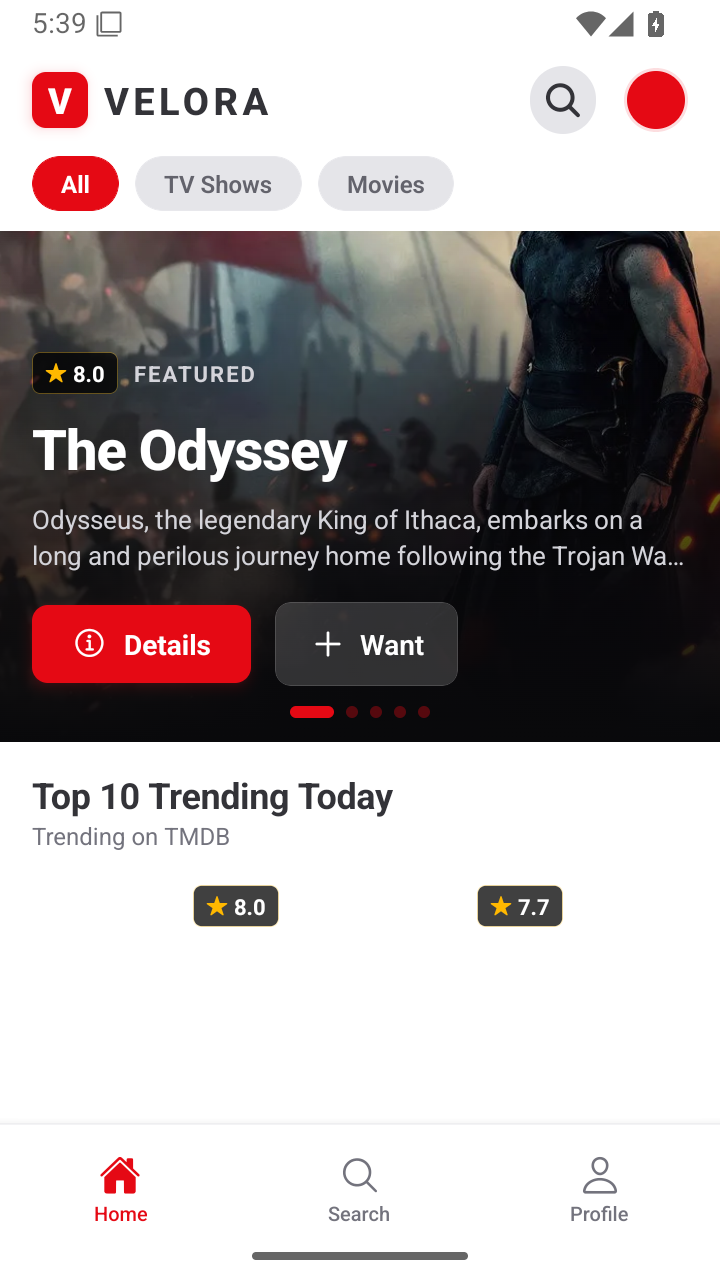 5:39
V VELORA
All TV Shows Movies
8.0 FEATURED
The Odyssey
Odysseus, the legendary King of Ithaca, embarks on a
long and perilous journey home following the Trojan Wa...
Details Want
Top 10 Trending Today
Trending on TMDB
8.0 7.7
Home Search Profile